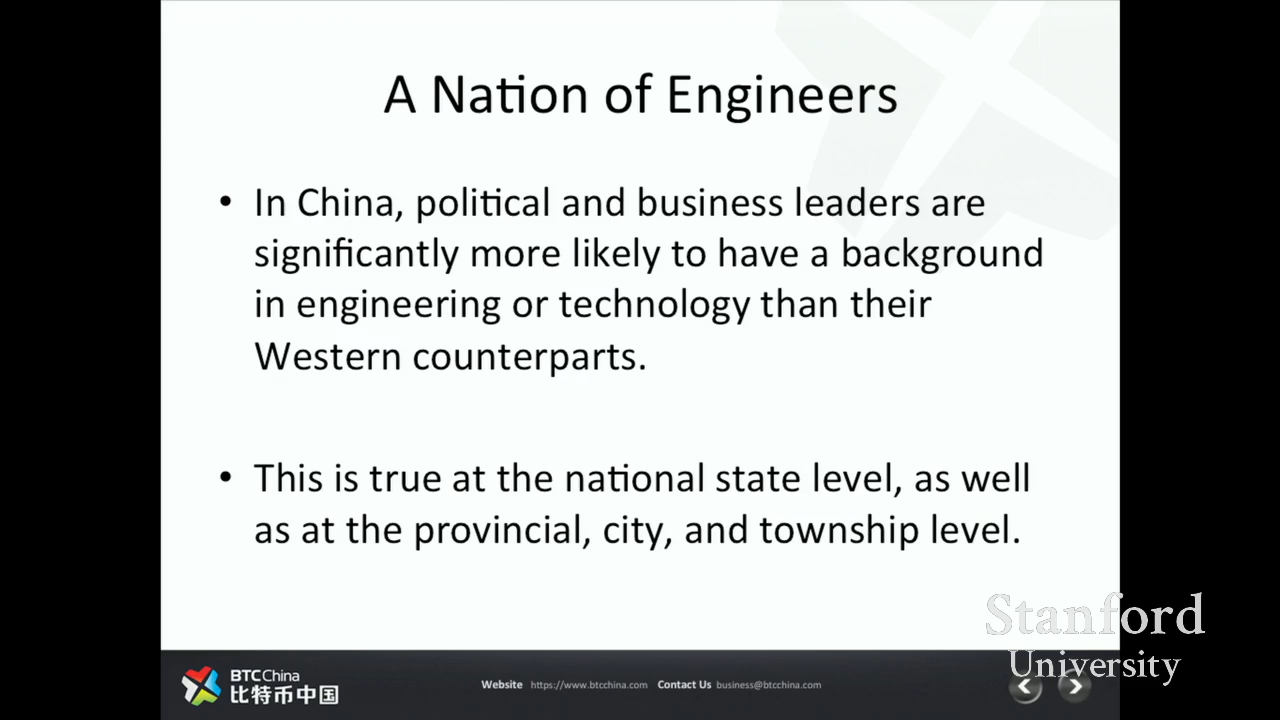 A Nation of Engineers
• In China, political and business leaders are
significantly more likely to have a background
in engineering or technology than their
Western counterparts.
• This is true at the national state level, as well
as at the provincial, city, and township level.
Stanford
University
BTCChina
比特币中国
Website https://www.btcchina.com Contact Us business@btcchina.com